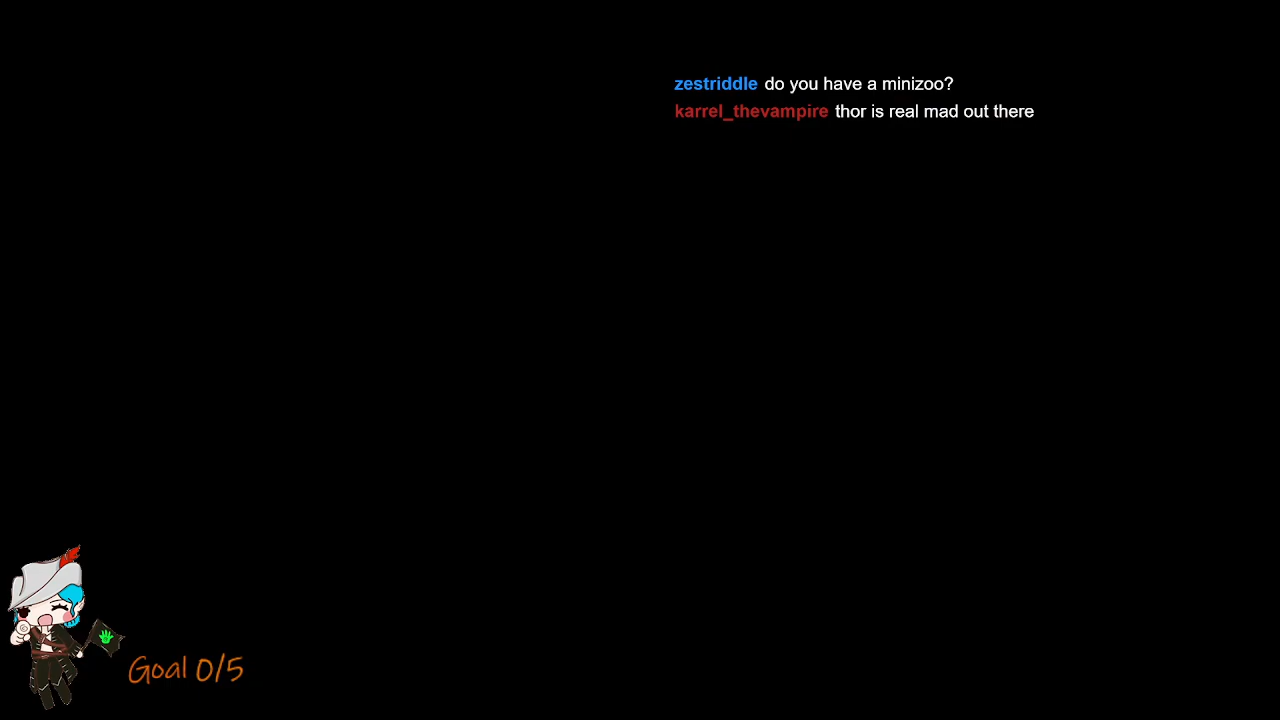 zestriddle do you have a minizoo?
karrel_thevampire thor is real mad out there
Goal 0/5